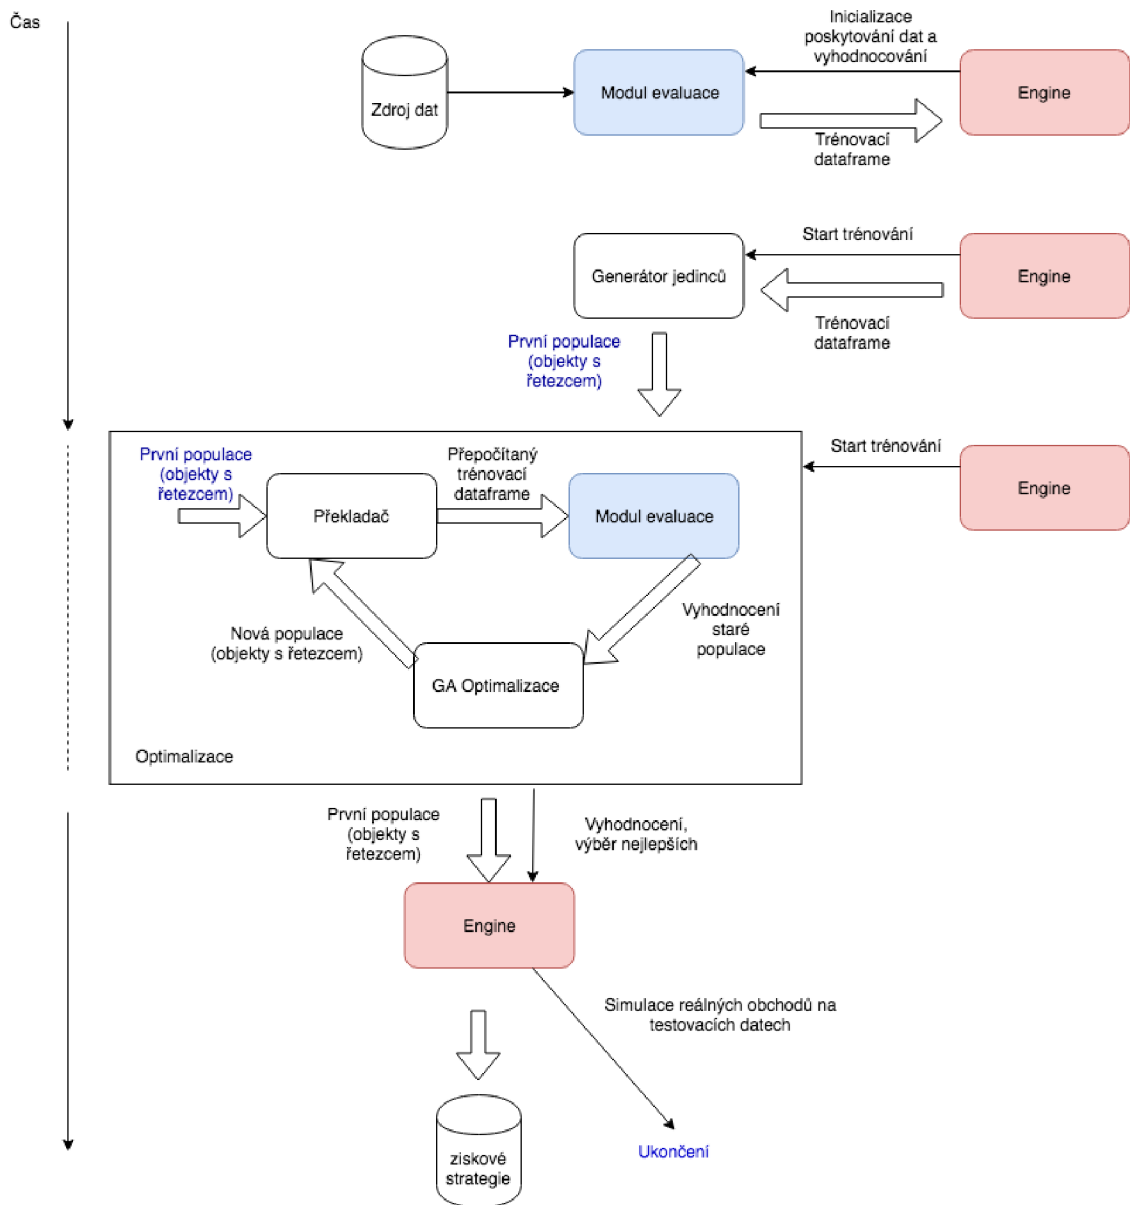 Čas
Inicializace
poskytování dat a
vyhodnocování
Zdroj dat
Modul evaluace
Engine
Trénovací
dataframe
Start trénování
Generátor jedinců
Engine
Trénovací
dataframe
První populace
(objekty s
řetezcem)
První populace
(objekty s
řetezcem)
Přepočítaný
trénovací
dataframe
Start trénování
Engine
Překladač
Modul evaluace
Nová populace
(objekty s řetezcem)
Vyhodnocení
staré
populace
GA Optimalizace
Optimalizace
První populace
(objekty s
řetezcem)
Vyhodnocení,
výběr nejlepších
Engine
Simulace reálných obchodů na
testovacích datech
ziskové
strategie
Ukončení